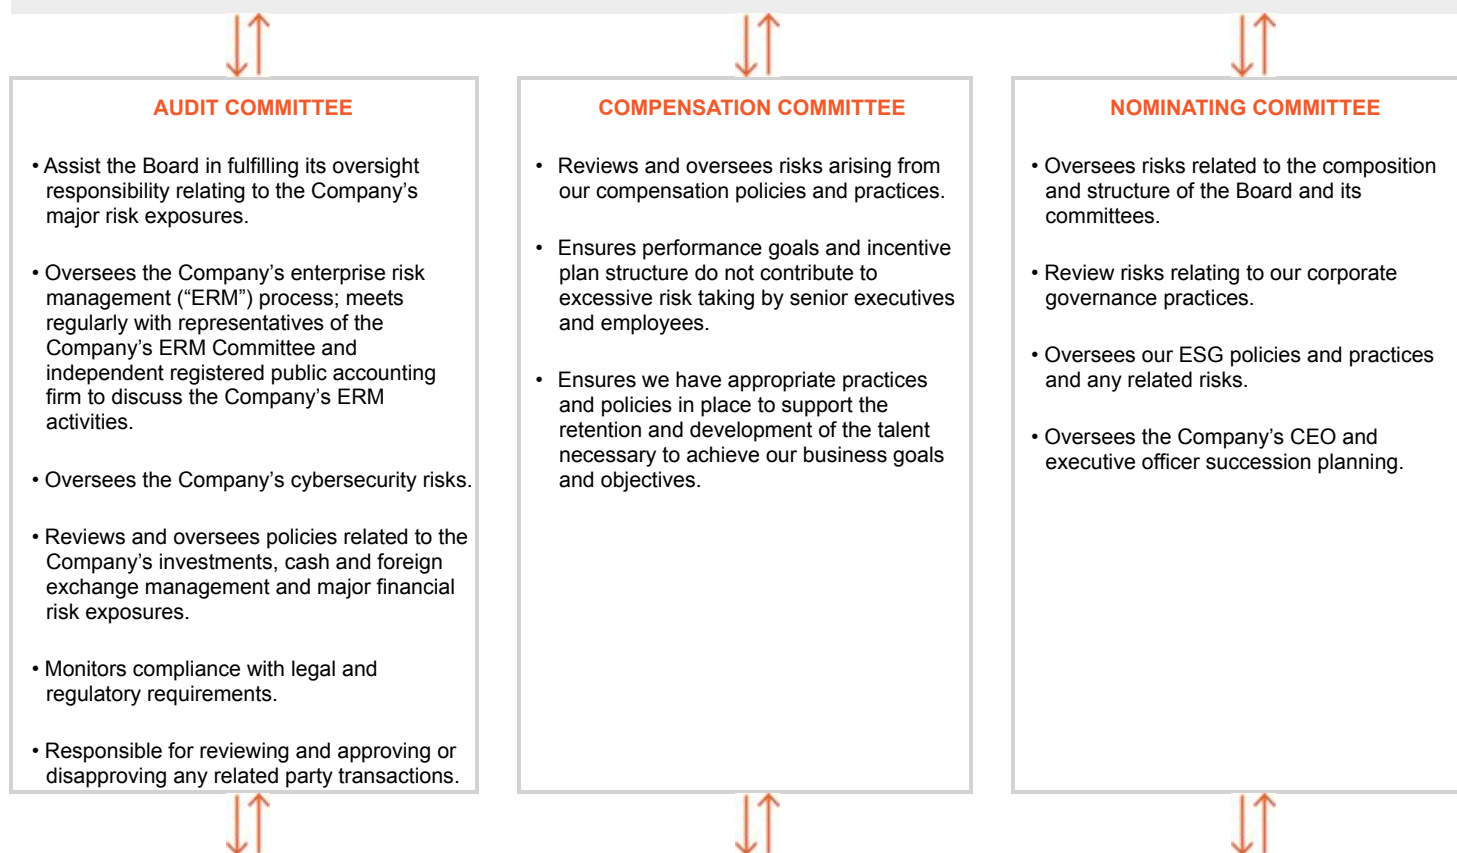 AUDIT COMMITTEE
• Assist the Board in fulfilling its oversight
responsibility relating to the Company’s
major risk exposures.
• Oversees the Company’s enterprise risk
management (“ERM”) process; meets
regularly with representatives of the
Company’s ERM Committee and
independent registered public accounting
firm to discuss the Company’s ERM
activities.
• Oversees the Company’s cybersecurity risks.
• Reviews and oversees policies related to the
Company’s investments, cash and foreign
exchange management and major financial
risk exposures.
• Monitors compliance with legal and
regulatory requirements.
• Responsible for reviewing and approving or
disapproving any related party transactions.
COMPENSATION COMMITTEE
• Reviews and oversees risks arising from
our compensation policies and practices.
• Ensures performance goals and incentive
plan structure do not contribute to
excessive risk taking by senior executives
and employees.
• Ensures we have appropriate practices
and policies in place to support the
retention and development of the talent
necessary to achieve our business goals
and objectives.
NOMINATING COMMITTEE
• Oversees risks related to the composition
and structure of the Board and its
committees.
• Review risks relating to our corporate
governance practices.
• Oversees our ESG policies and practices
and any related risks.
• Oversees the Company’s CEO and
executive officer succession planning.